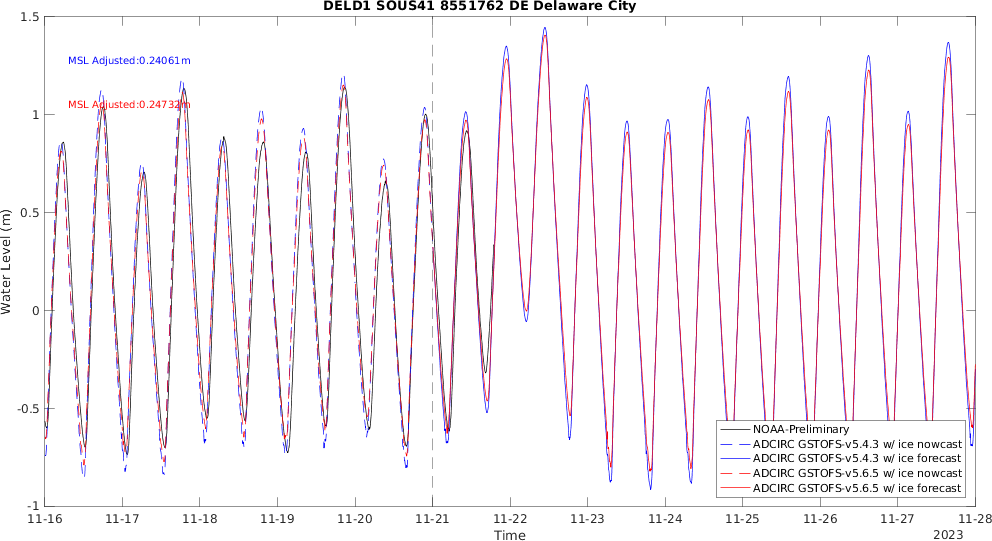 DELD1 SOUS41 8551762 DE Delaware City
1.5
MSL Adjusted:0.24061m
MSL Adjusted:0.24732m
1
0.5
0
-0.5
-1
Water Level (m)
NOAA-Preliminary
ADCIRC GSTOFS-v5.4.3 w/ ice nowcast
ADCIRC GSTOFS-v5.4.3 w/ ice forecast
ADCIRC GSTOFS-v5.6.5 w/ ice nowcast
ADCIRC GSTOFS-v5.6.5 w/ ice forecast
11-16 11-17 11-18 11-19 11-20 11-21 11-22 11-23 11-24 11-25 11-26 11-27 11-28
Time
2023